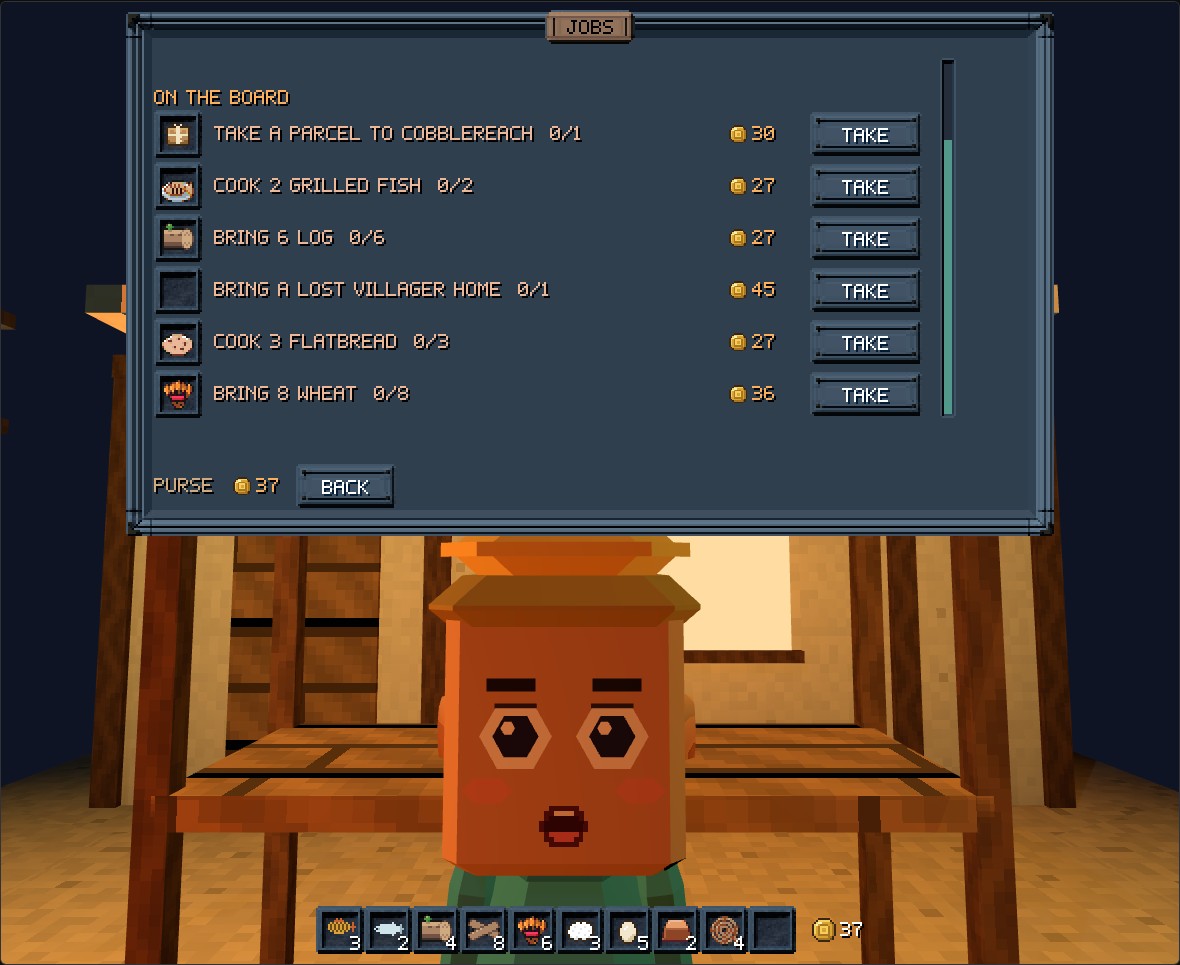 JOBS
ON THE BOARD
TAKE A PARCEL TO COBBLEREACH 0/1 30 TAKE
COOK 2 GRILLED FISH 0/2 27 TAKE
BRING 6 LOG 0/6 27 TAKE
BRING A LOST VILLAGER HOME 0/1 45 TAKE
COOK 3 FLATBREAD 0/3 27 TAKE
BRING 8 WHEAT 0/8 36 TAKE
PURSE 37 BACK
3 2 4 8 6 3 5 2 4 37